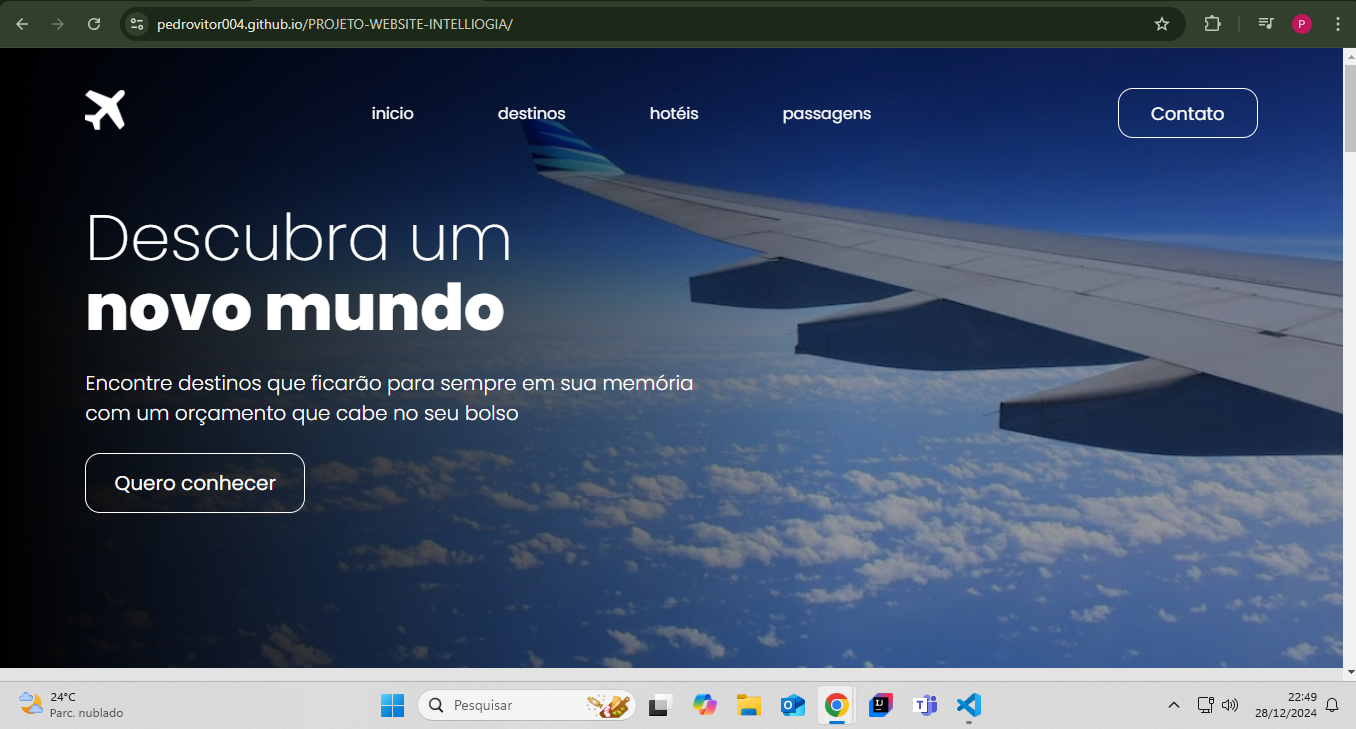 pedrovitor004.github.io/PROJETO-WEBSITE-INTELLIOGIA/
P
inicio
destinos
hotéis
passagens
Contato
Descubra um
novo mundo
Encontre destinos que ficarão para sempre em sua memória
com um orçamento que cabe no seu bolso
Quero conhecer
24°C
Parc. nublado
Pesquisar
22:49
28/12/2024